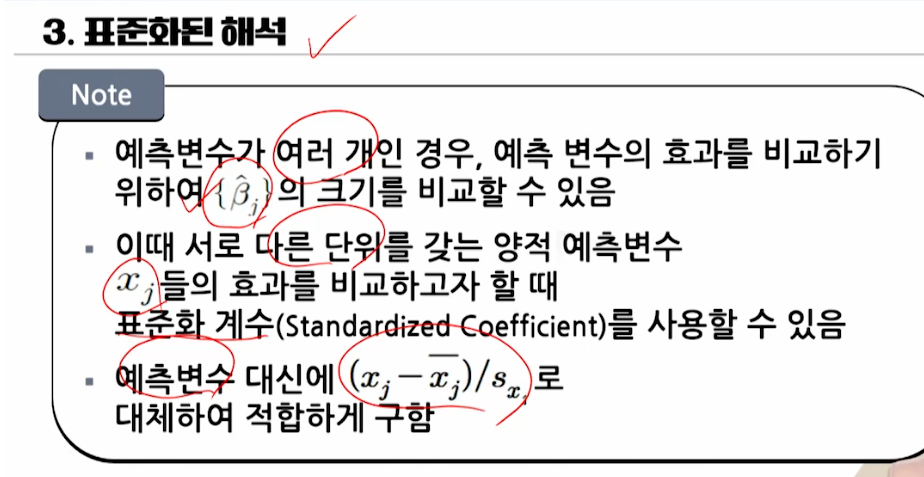 3. 표준화된 해석
Note
▪ 예측변수가 여러 개인 경우, 예측 변수의 효과를 비교하기
위하여 {β̂_j}의 크기를 비교할 수 있음
▪ 이때 서로 다른 단위를 갖는 양적 예측변수
x_j들의 효과를 비교하고자 할 때
표준화 계수(Standardized Coefficient)를 사용할 수 있음
▪ 예측변수 대신에 (x_j − x̄_j)/s_{x_j}로
대체하여 적합하게 구함